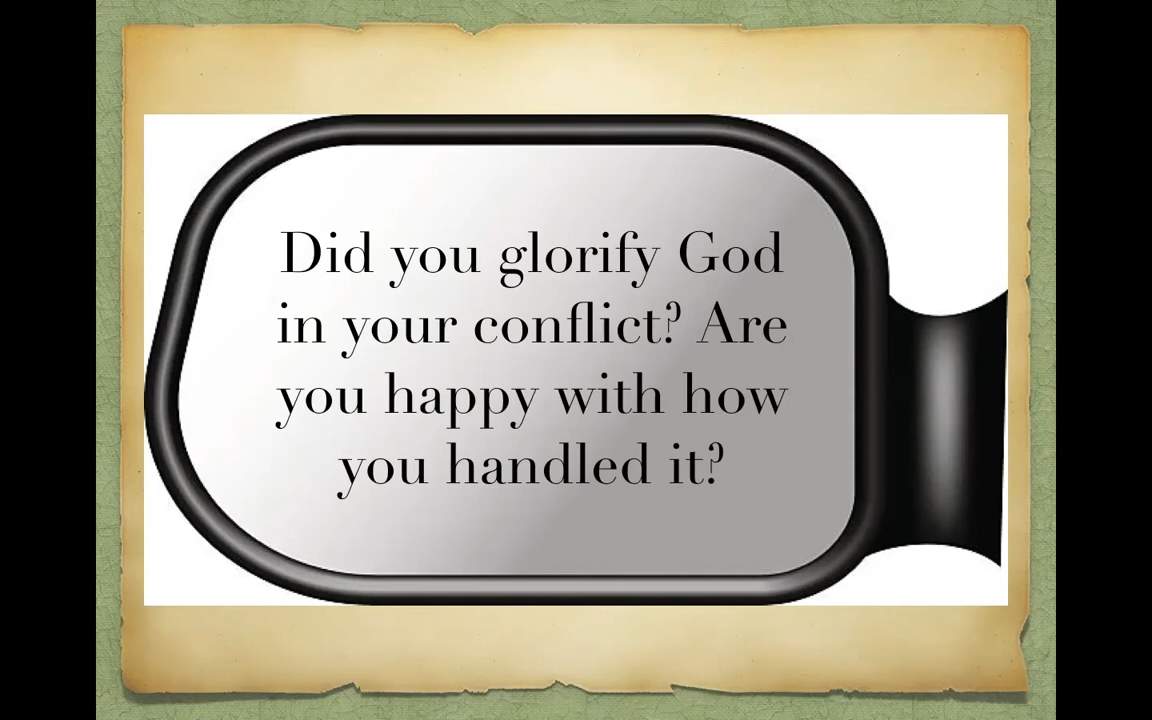 Did you glorify God
in your conflict? Are
you happy with how
you handled it?